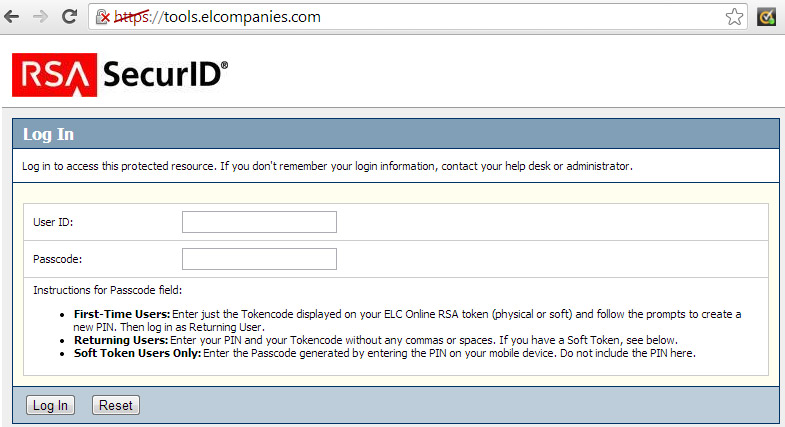 https://tools.elcompanies.com
RSA SecurID®
Log In
Log in to access this protected resource. If you don't remember your login information, contact your help desk or administrator.
User ID:
Passcode:
Instructions for Passcode field:
• First-Time Users: Enter just the Tokencode displayed on your ELC Online RSA token (physical or soft) and follow the prompts to create a
new PIN. Then log in as Returning User.
• Returning Users: Enter your PIN and your Tokencode without any commas or spaces. If you have a Soft Token, see below.
• Soft Token Users Only: Enter the Passcode generated by entering the PIN on your mobile device. Do not include the PIN here.
Log In Reset